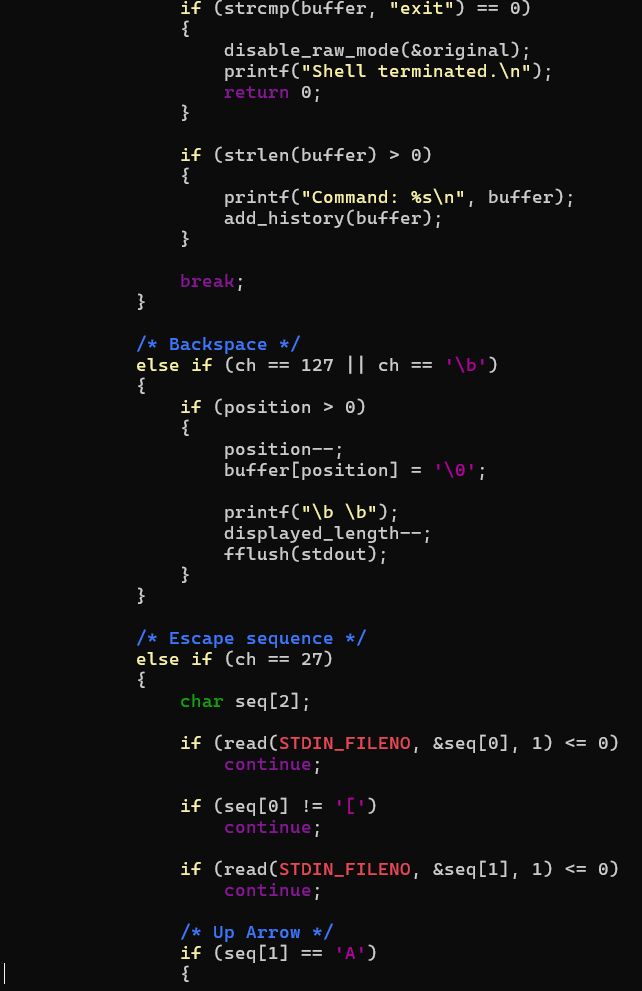 if (strcmp(buffer, "exit") == 0)
{
disable_raw_mode(&original);
printf("Shell terminated.\n");
return 0;
}
if (strlen(buffer) > 0)
{
printf("Command: %s\n", buffer);
add_history(buffer);
}
break;
}
/* Backspace */
else if (ch == 127 || ch == '\b')
{
if (position > 0)
{
position--;
buffer[position] = '\0';
printf("\b \b");
displayed_length--;
fflush(stdout);
}
}
/* Escape sequence */
else if (ch == 27)
{
char seq[2];
if (read(STDIN_FILENO, &seq[0], 1) <= 0)
continue;
if (seq[0] != '[')
continue;
if (read(STDIN_FILENO, &seq[1], 1) <= 0)
continue;
/* Up Arrow */
if (seq[1] == 'A')
{